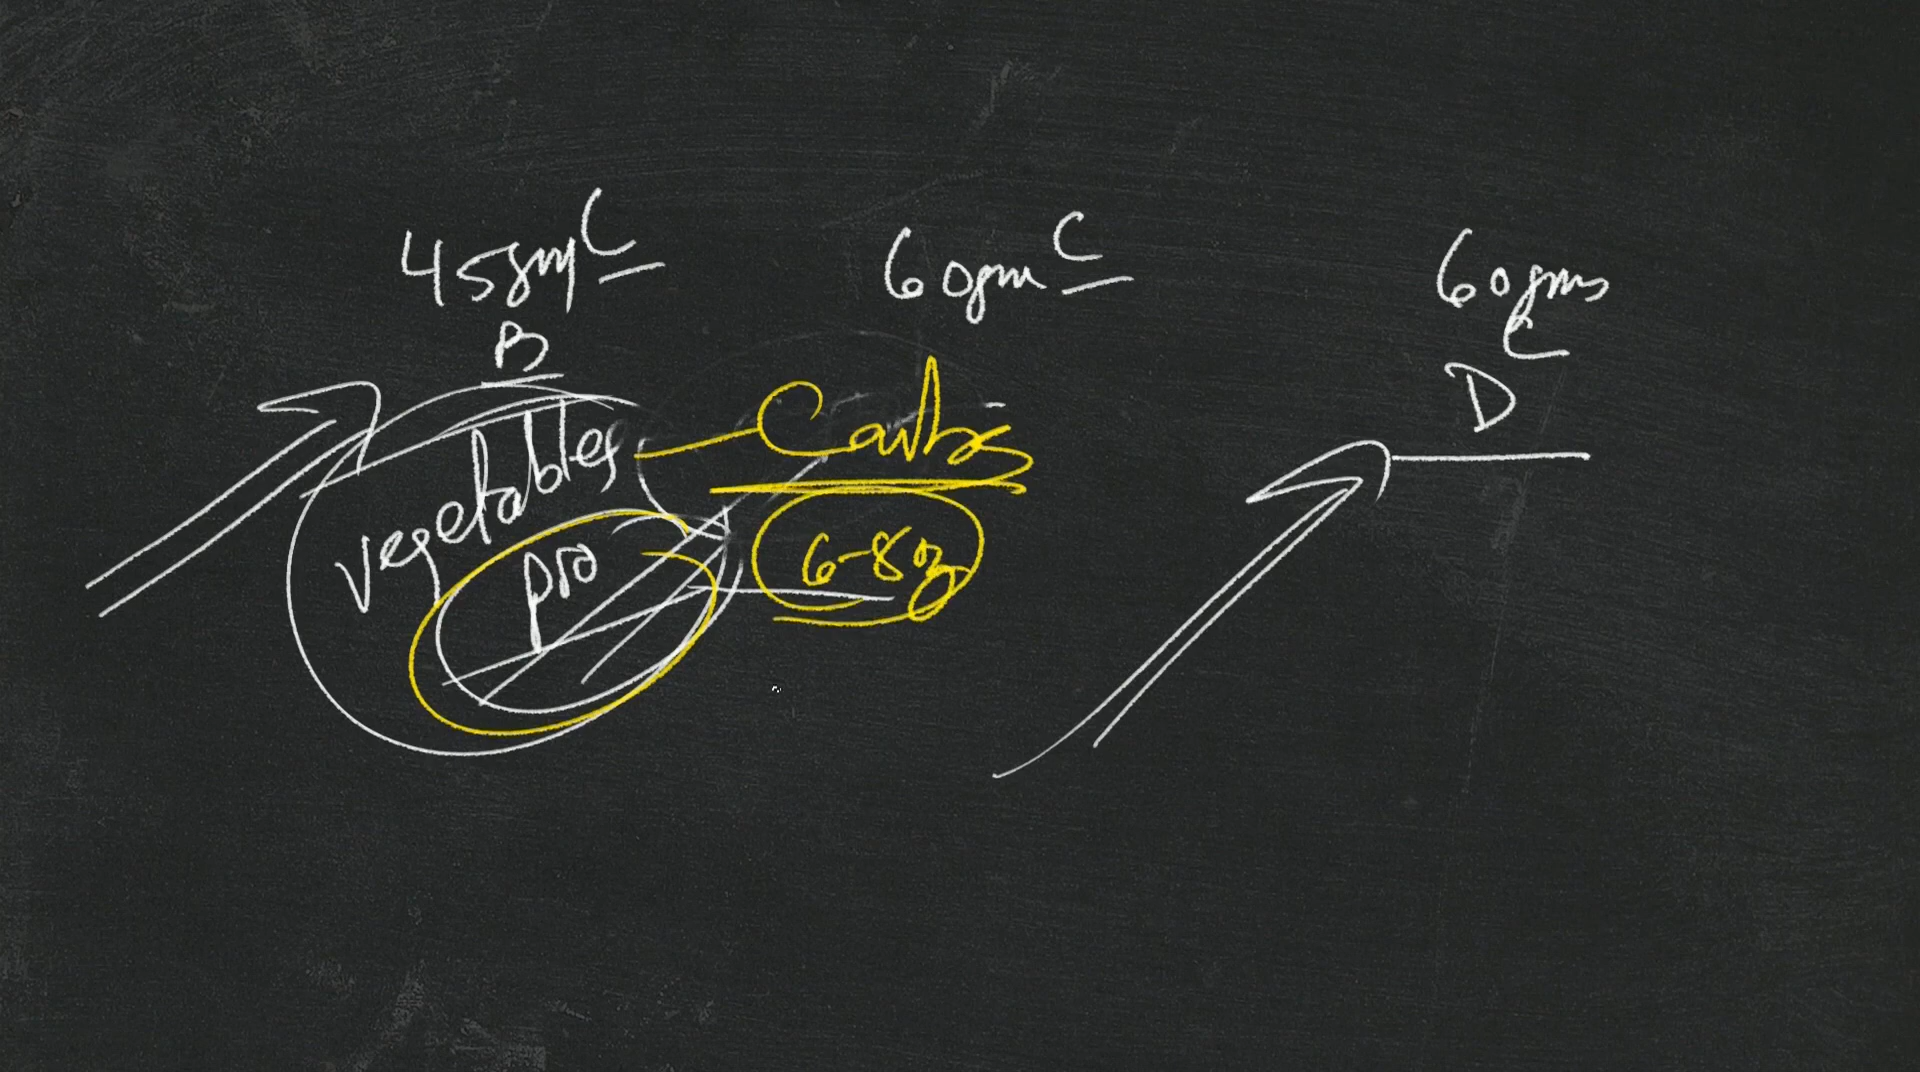 45gm C
B
60gm C
60gms
C
D
vegetables
Carbs
pro
6-8oz